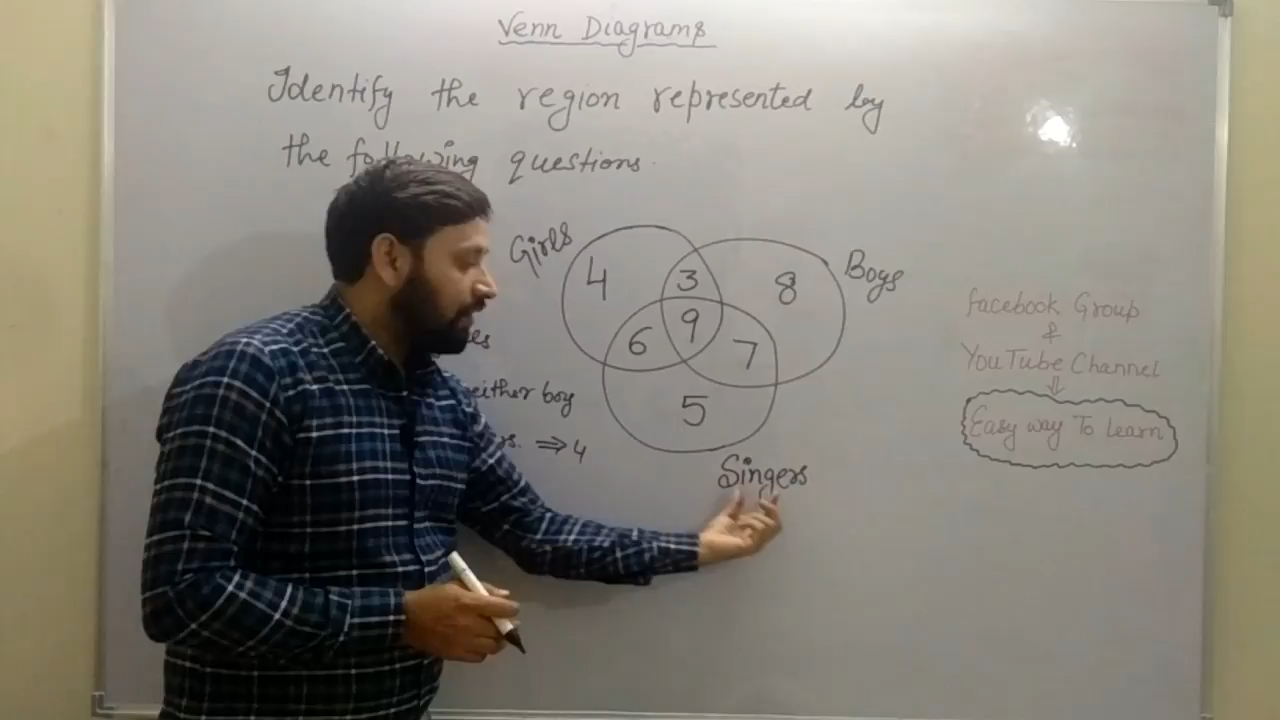 Venn Diagrams
Identify the region represented by
the following questions.
Girls
Boys
4
3
8
9
6
7
5
Singers
either boy
⇒ 4
Facebook Group
&
YouTube Channel
⇓
Easy way To Learn